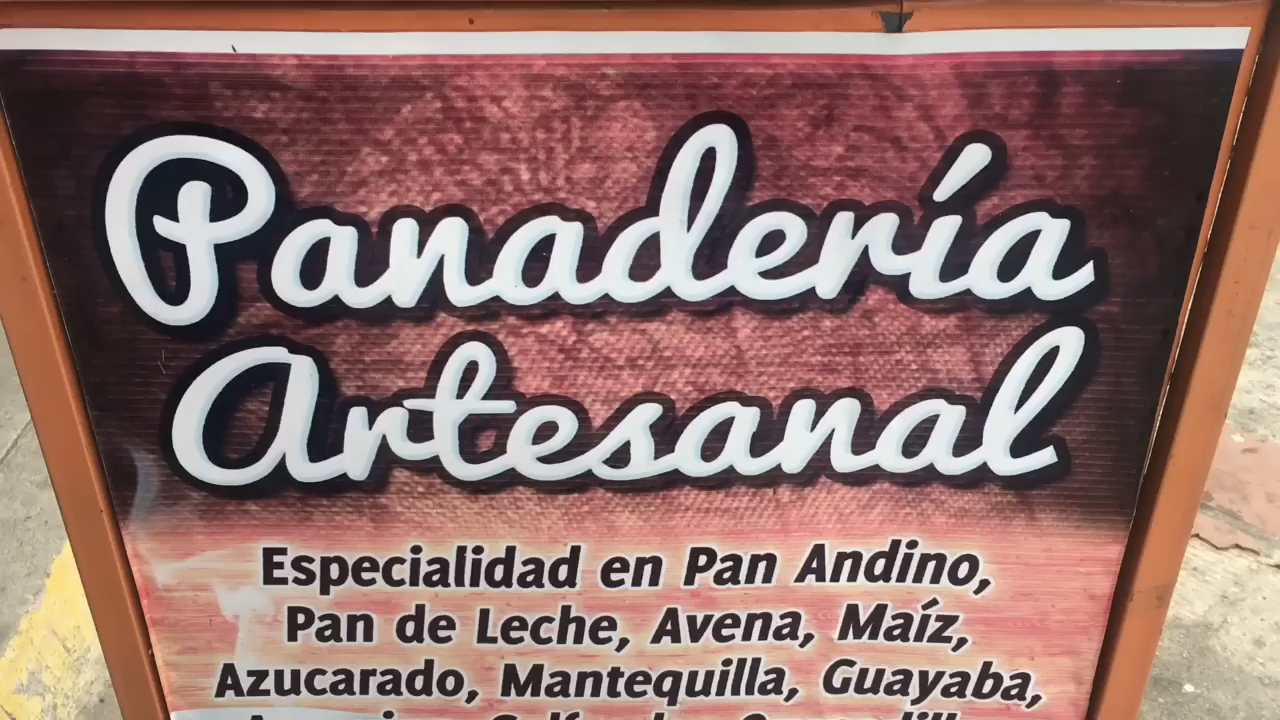 Panadería
Artesanal
Especialidad en Pan Andino,
Pan de Leche, Avena, Maíz,
Azucarado, Mantequilla, Guayaba,